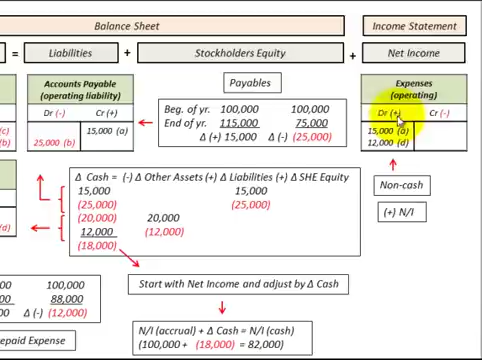 Balance Sheet
Income Statement
=
Liabilities
+
Stockholders Equity
+
Net Income
Accounts Payable
(operating liability)
Dr (-) Cr (+)
15,000 (a)
25,000 (b)
(c)
(b)
(d)
Payables
Beg. of yr. 100,000 100,000
End of yr. 115,000 75,000
Δ (+) 15,000 Δ (-) (25,000)
Expenses
(operating)
Dr (+) Cr (-)
15,000 (a)
12,000 (d)
Non-cash
(+) N/I
Δ Cash = (-) Δ Other Assets (+) Δ Liabilities (+) Δ SHE Equity
15,000 15,000
(25,000) (25,000)
(20,000) 20,000
12,000 (12,000)
(18,000)
Start with Net Income and adjust by Δ Cash
N/I (accrual) + Δ Cash = N/I (cash)
(100,000 + (18,000) = 82,000)
00 100,000
00 88,000
00 Δ (-) (12,000)
epaid Expense